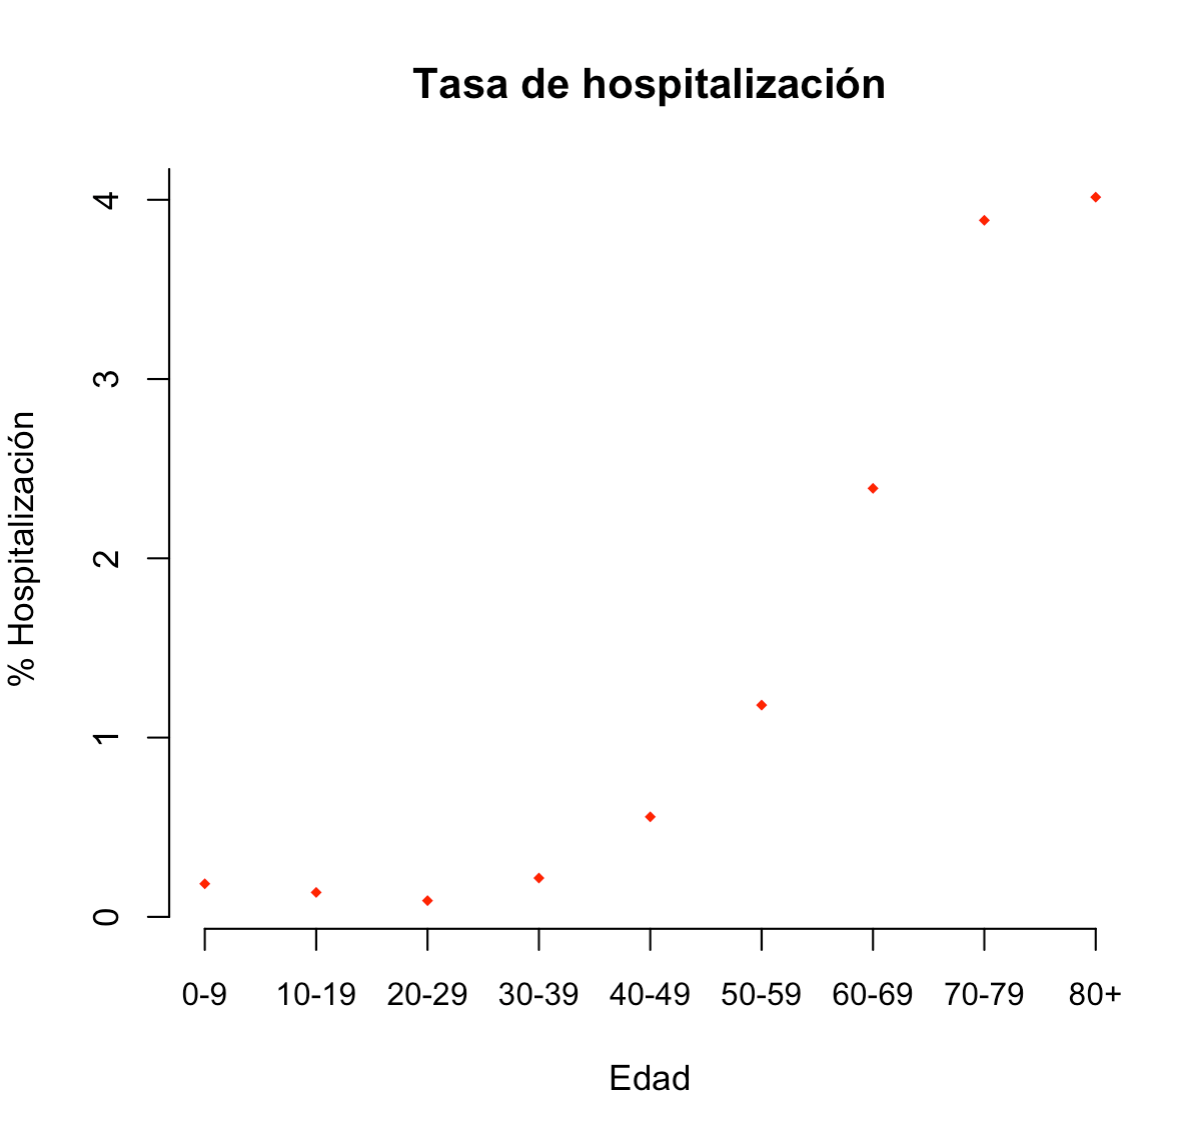 Tasa de hospitalización
% Hospitalización
4
3
2
1
0
0-9 10-19 20-29 30-39 40-49 50-59 60-69 70-79 80+
Edad